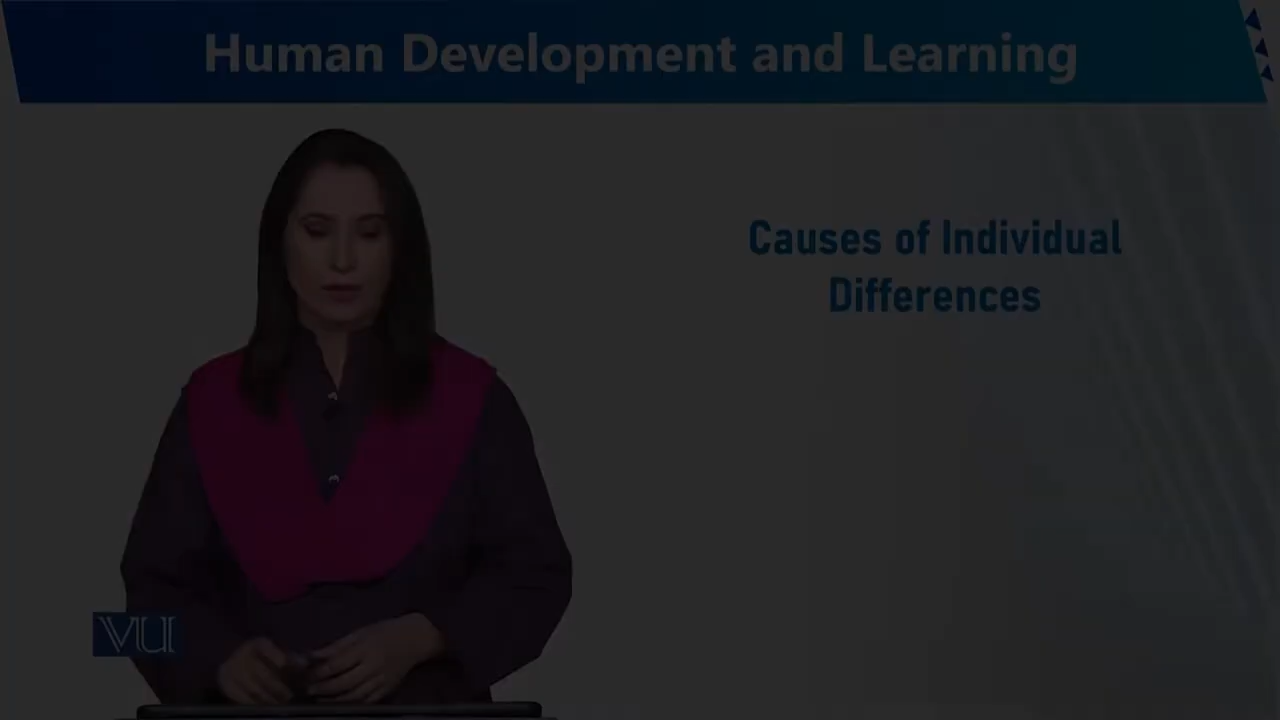 Human Development and Learning
Causes of Individual
Differences
VU